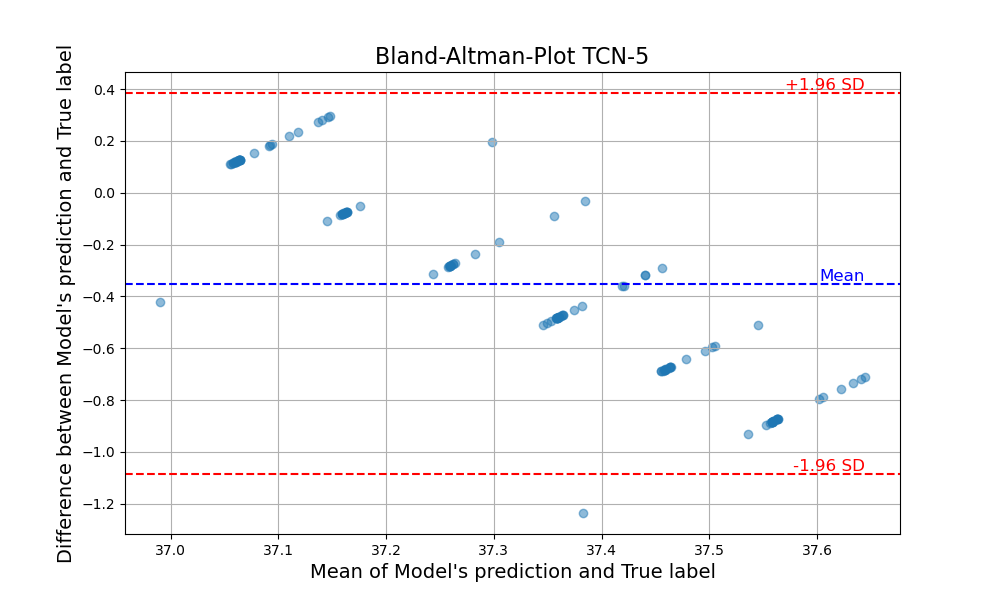 Bland-Altman-Plot TCN-5
Difference between Model's prediction and True label
0.4
0.2
0.0
−0.2
−0.4
−0.6
−0.8
−1.0
−1.2
+1.96 SD
Mean
-1.96 SD
37.0
37.1
37.2
37.3
37.4
37.5
37.6
Mean of Model's prediction and True label